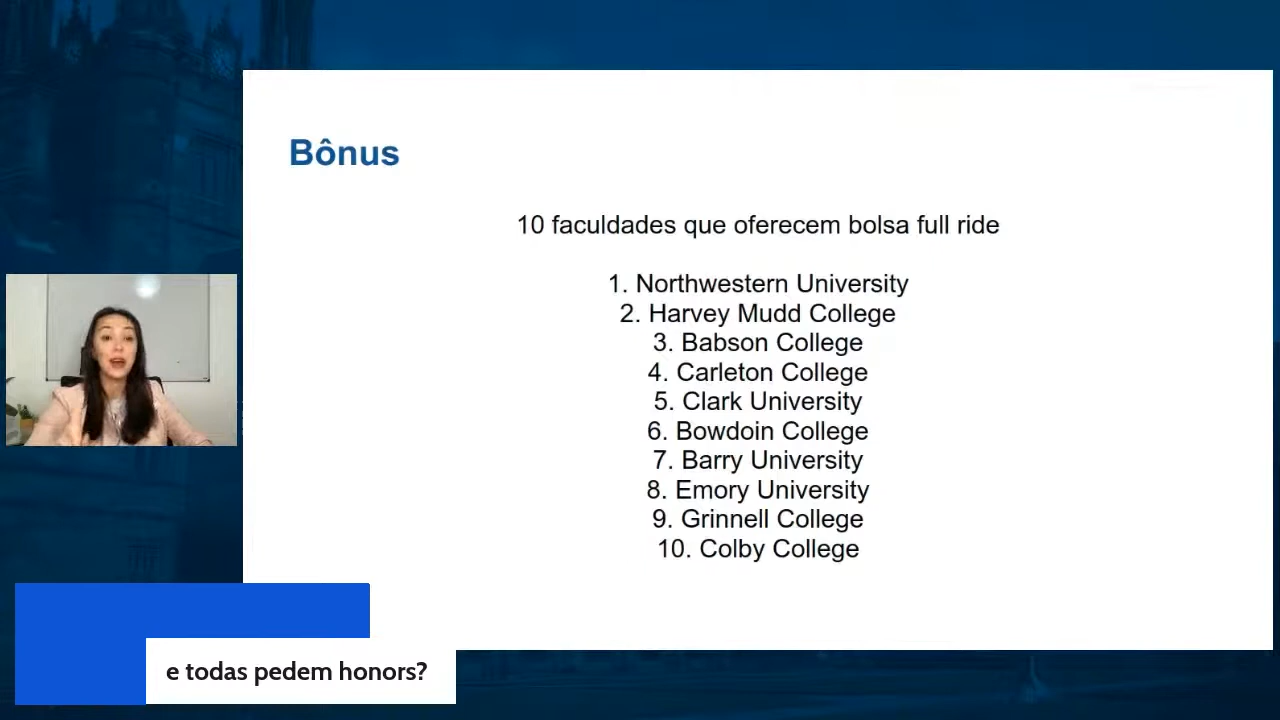 Bônus
10 faculdades que oferecem bolsa full ride
1. Northwestern University
2. Harvey Mudd College
3. Babson College
4. Carleton College
5. Clark University
6. Bowdoin College
7. Barry University
8. Emory University
9. Grinnell College
10. Colby College
e todas pedem honors?